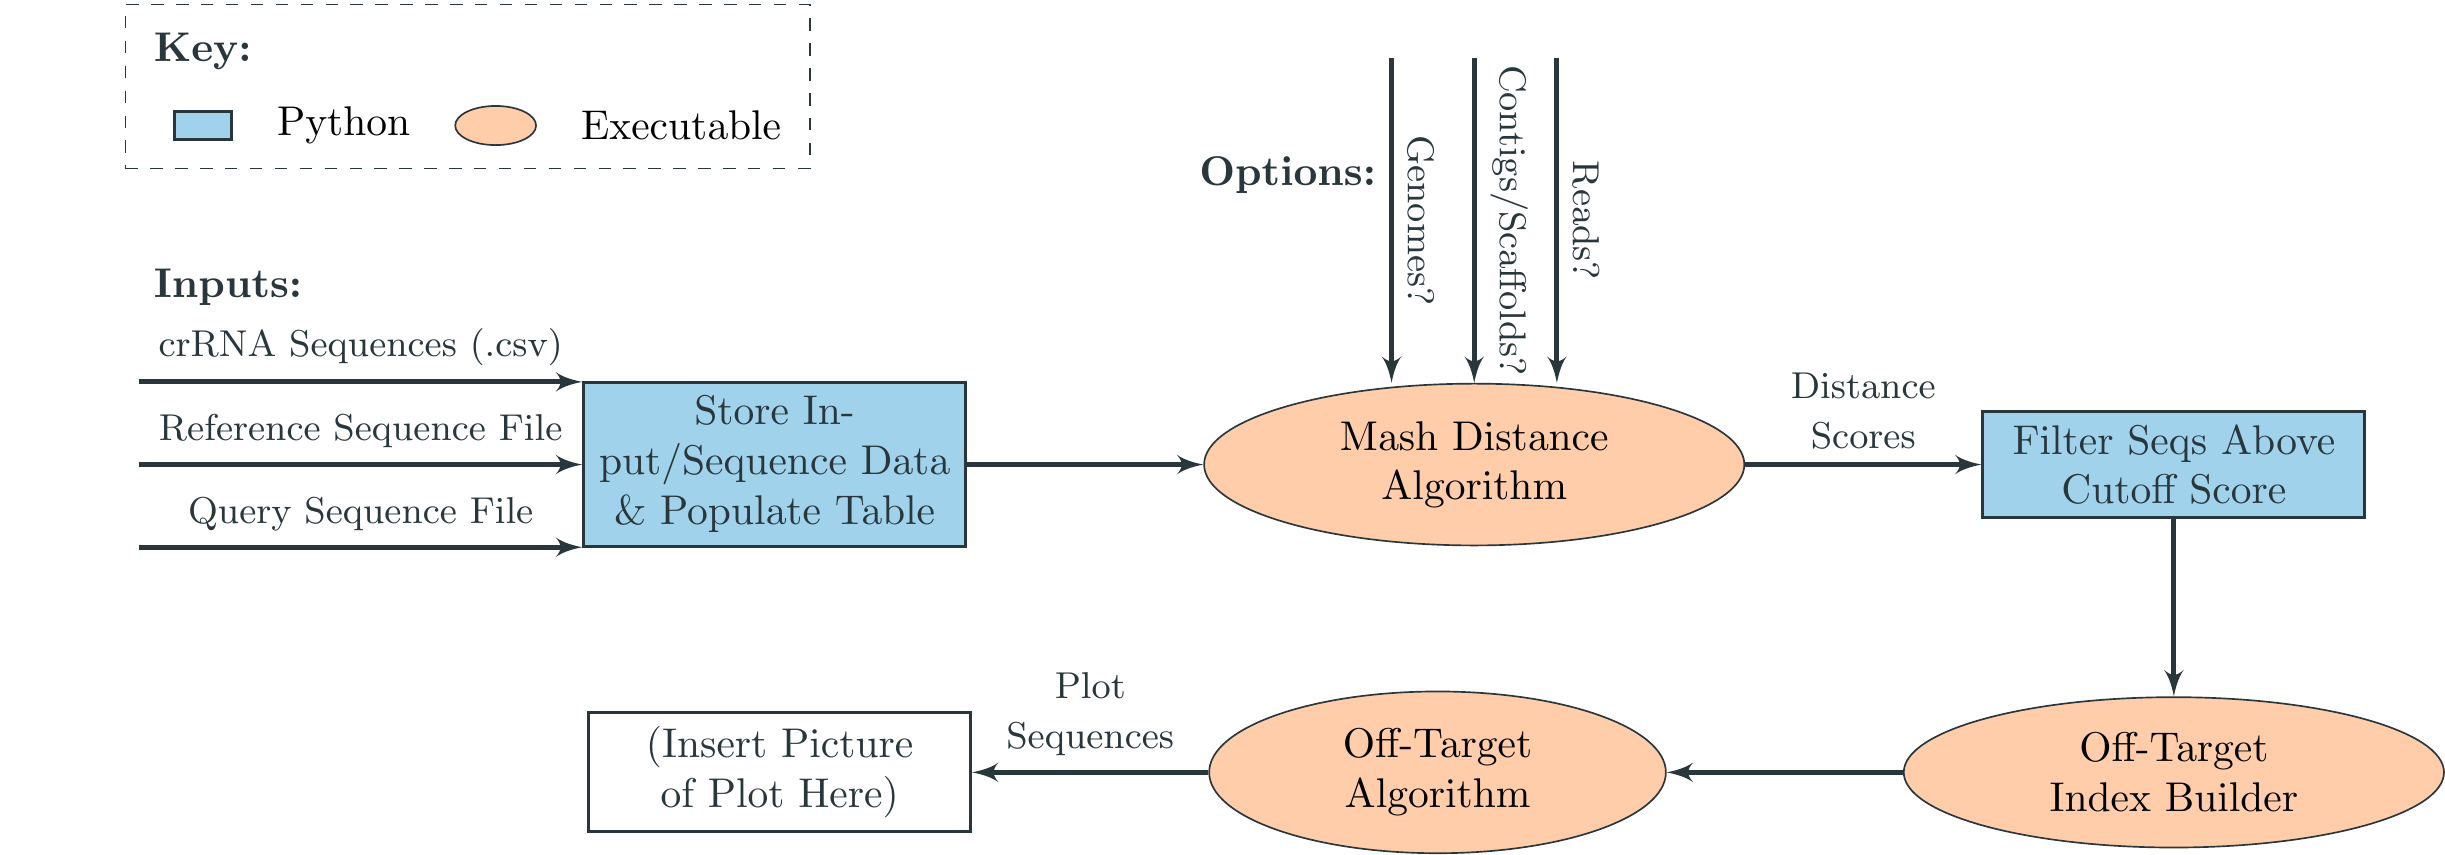 Key:
Python
Executable
Options:
Genomes?
Contigs/Scaffolds?
Reads?
Inputs:
crRNA Sequences (.csv)
Reference Sequence File
Query Sequence File
Store In-
put/Sequence Data
& Populate Table
Mash Distance
Algorithm
Distance
Scores
Filter Seqs Above
Cutoff Score
Off-Target
Index Builder
Off-Target
Algorithm
Plot
Sequences
(Insert Picture
of Plot Here)